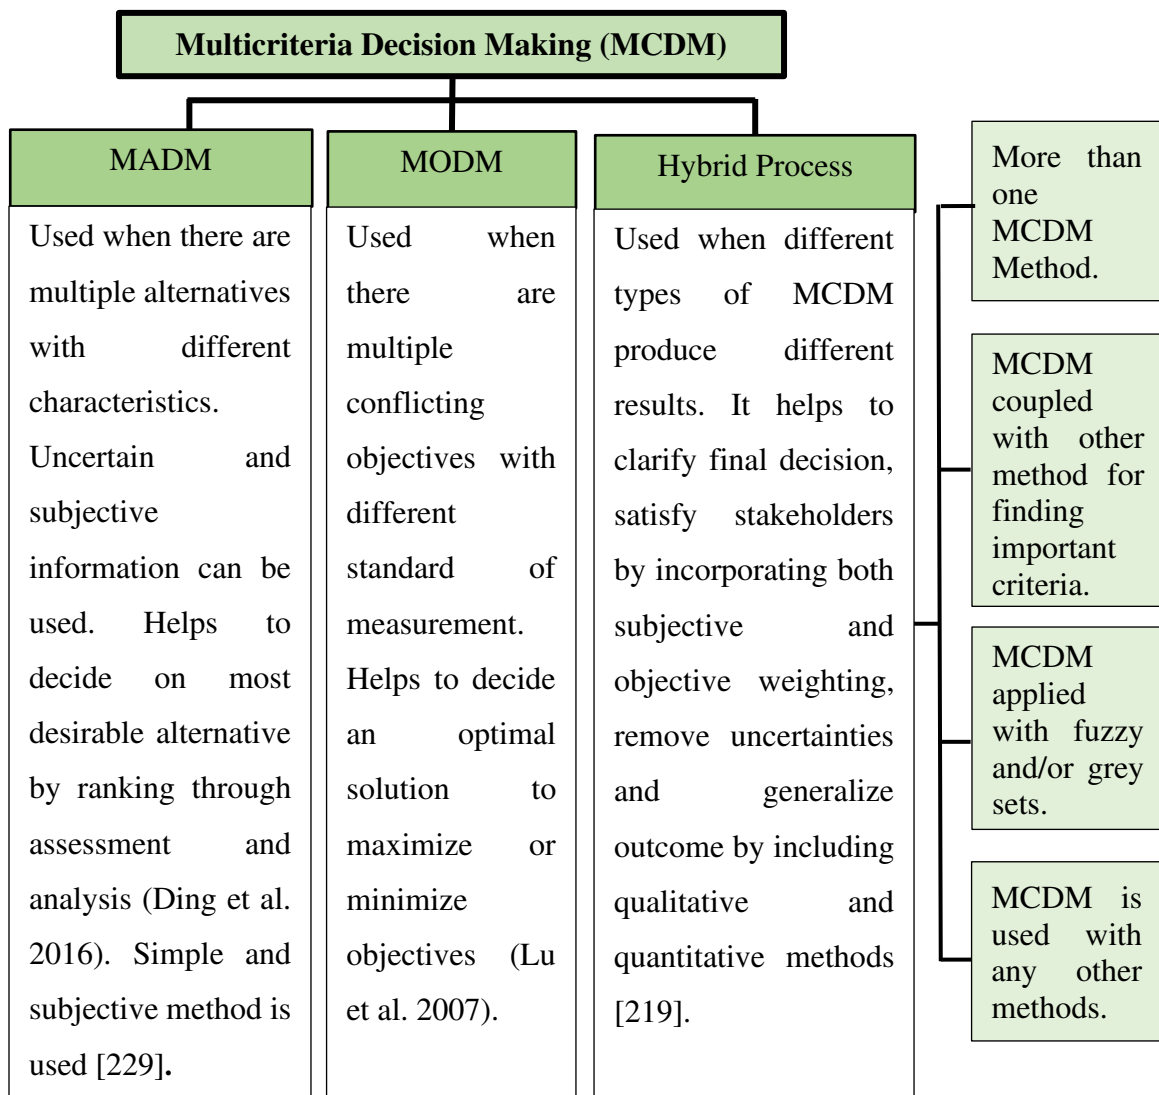 Multicriteria Decision Making (MCDM)
MADM
Used when there are
multiple alternatives
with different
characteristics.
Uncertain and
subjective
information can be
used. Helps to
decide on most
desirable alternative
by ranking through
assessment and
analysis (Ding et al.
2016). Simple and
subjective method is
used [229].
MODM
Used when
there are
multiple
conflicting
objectives with
different
standard of
measurement.
Helps to decide
an optimal
solution to
maximize or
minimize
objectives (Lu
et al. 2007).
Hybrid Process
Used when different
types of MCDM
produce different
results. It helps to
clarify final decision,
satisfy stakeholders
by incorporating both
subjective and
objective weighting,
remove uncertainties
and generalize
outcome by including
qualitative and
quantitative methods
[219].
More than
one
MCDM
Method.
MCDM
coupled
with other
method for
finding
important
criteria.
MCDM
applied
with fuzzy
and/or grey
sets.
MCDM is
used with
any other
methods.